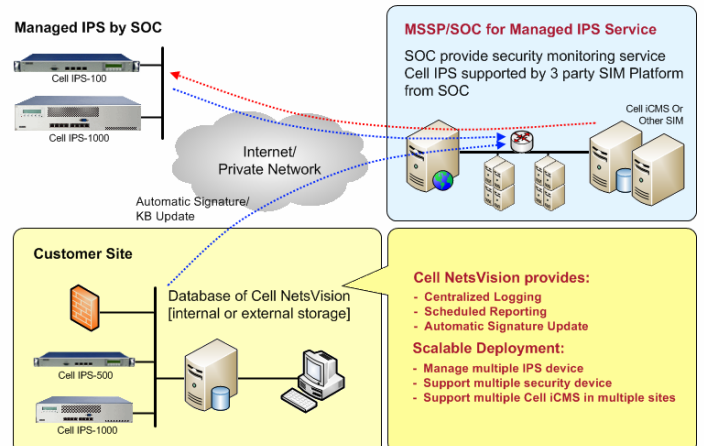 Managed IPS by SOC
Cell IPS-100
Cell IPS-1000
MSSP/SOC for Managed IPS Service
SOC provide security monitoring service
Cell IPS supported by 3 party SIM Platform
from SOC
Cell iCMS Or
Other SIM
Internet/
Private Network
Automatic Signature/
KB Update
Customer Site
Database of Cell NetsVision
[internal or external storage]
Cell IPS-500
Cell IPS-1000
Cell NetsVision provides:
- Centralized Logging
- Scheduled Reporting
- Automatic Signature Update
Scalable Deployment:
- Manage multiple IPS device
- Support multiple security device
- Support multiple Cell iCMS in multiple sites